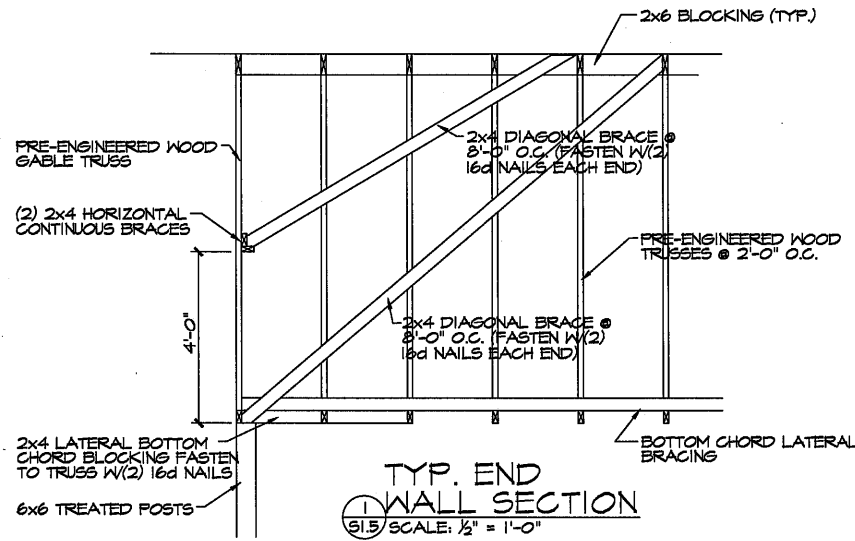 2x6 BLOCKING (TYP.)
PRE-ENGINEERED WOOD
GABLE TRUSS
2x4 DIAGONAL BRACE @
8'-0" O.C. (FASTEN W/(2)
16d NAILS EACH END)
(2) 2x4 HORIZONTAL
CONTINUOUS BRACES
PRE-ENGINEERED WOOD
TRUSSES @ 2'-0" O.C.
4'-0"
2x4 DIAGONAL BRACE @
8'-0" O.C. (FASTEN W/(2)
16d NAILS EACH END)
2x4 LATERAL BOTTOM
CHORD BLOCKING FASTEN
TO TRUSS W/(2) 16d NAILS
BOTTOM CHORD LATERAL
BRACING
6x6 TREATED POSTS
TYP. END
WALL SECTION
1
S1.5
SCALE: ½" = 1'-0"